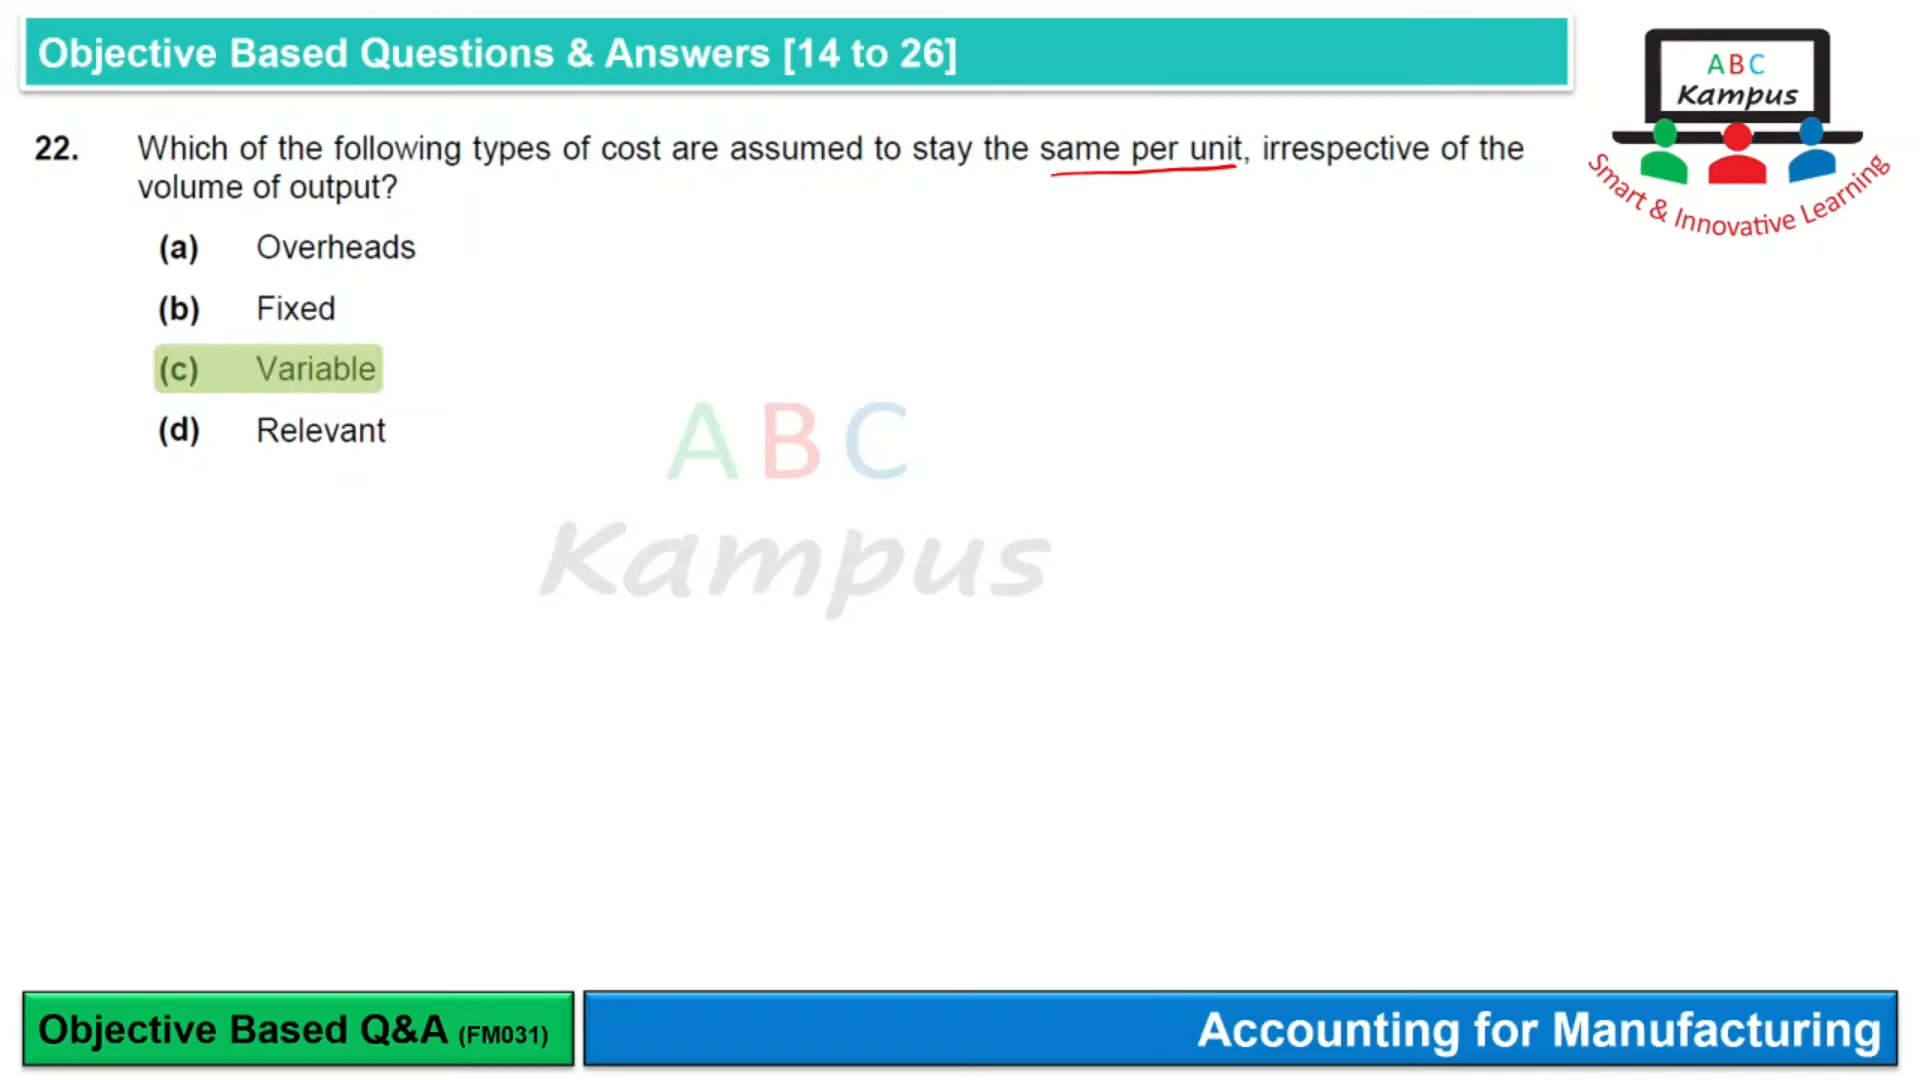 Objective Based Questions & Answers [14 to 26]
ABC
Kampus
Smart & Innovative Learning
22. Which of the following types of cost are assumed to stay the same per unit, irrespective of the
volume of output?
(a) Overheads
(b) Fixed
(c) Variable
(d) Relevant
ABC
Kampus
Objective Based Q&A (FM031)
Accounting for Manufacturing